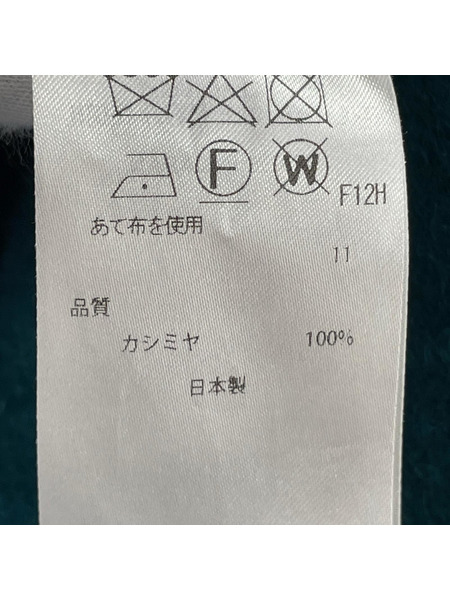 F W F12H
あて布を使用
11
品質
カシミヤ 100%
日本製